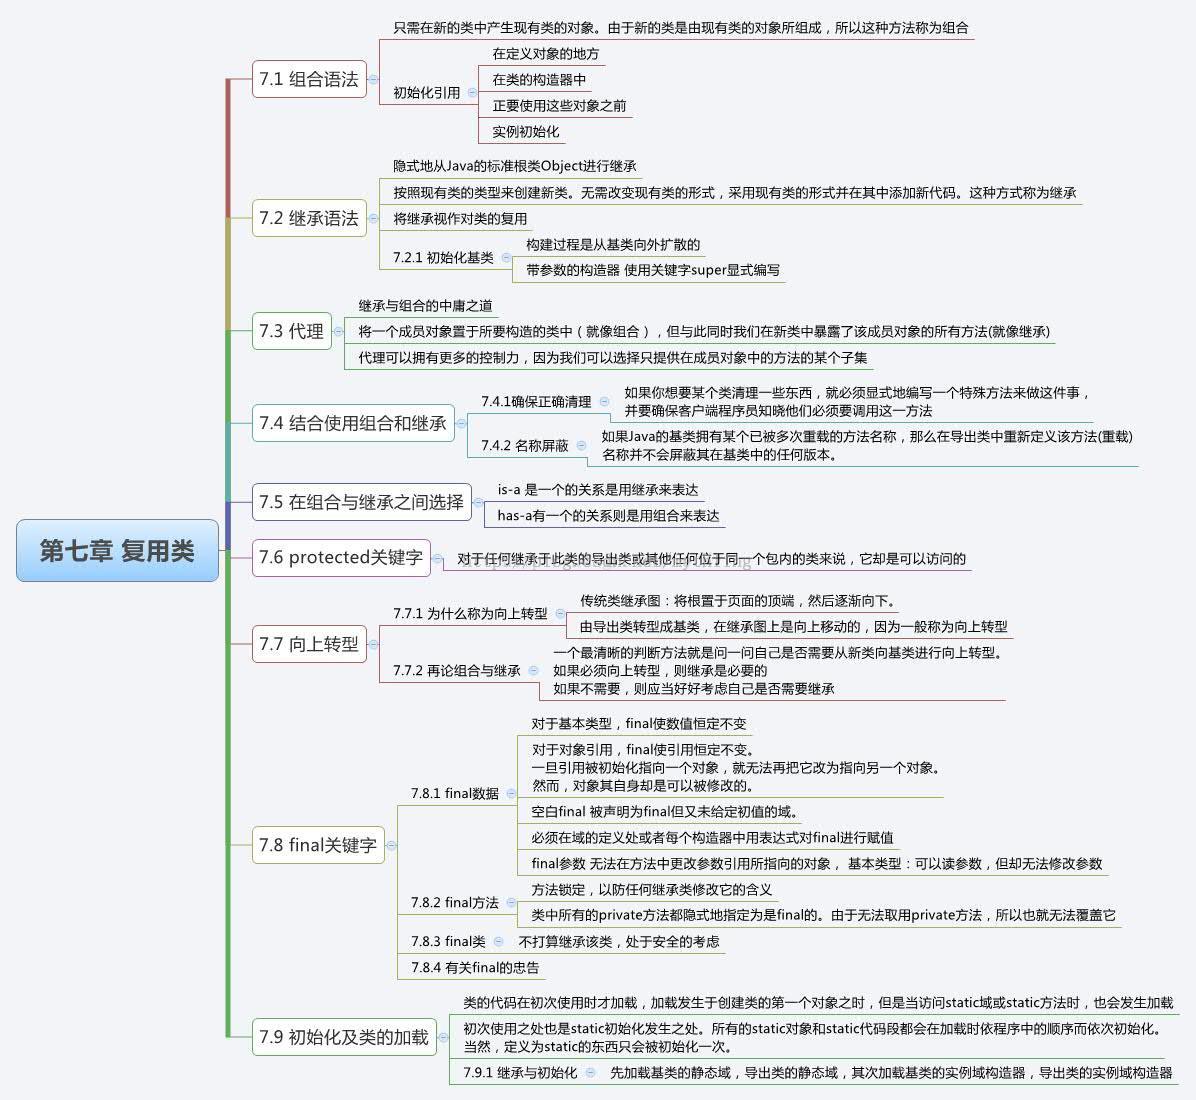 第七章 复用类
7.1 组合语法
只需在新的类中产生现有类的对象。由于新的类是由现有类的对象所组成，所以这种方法称为组合
初始化引用
在定义对象的地方
在类的构造器中
正要使用这些对象之前
实例初始化
7.2 继承语法
隐式地从Java的标准根类Object进行继承
按照现有类的类型来创建新类。无需改变现有类的形式，采用现有类的形式并在其中添加新代码。这种方式称为继承
将继承视作对类的复用
7.2.1 初始化基类
构建过程是从基类向外扩散的
带参数的构造器 使用关键字super显式编写
7.3 代理
继承与组合的中庸之道
将一个成员对象置于所要构造的类中（就像组合），但与此同时我们在新类中暴露了该成员对象的所有方法(就像继承)
代理可以拥有更多的控制力，因为我们可以选择只提供在成员对象中的方法的某个子集
7.4 结合使用组合和继承
7.4.1确保正确清理
如果你想要某个类清理一些东西，就必须显式地编写一个特殊方法来做这件事，
并要确保客户端程序员知晓他们必须要调用这一方法
7.4.2 名称屏蔽
如果Java的基类拥有某个已被多次重载的方法名称，那么在导出类中重新定义该方法(重载)
名称并不会屏蔽其在基类中的任何版本。
7.5 在组合与继承之间选择
is-a 是一个的关系是用继承来表达
has-a有一个的关系则是用组合来表达
7.6 protected关键字
对于任何继承于此类的导出类或其他任何位于同一个包内的类来说，它却是可以访问的
7.7 向上转型
7.7.1 为什么称为向上转型
传统类继承图：将根置于页面的顶端，然后逐渐向下。
由导出类转型成基类，在继承图上是向上移动的，因为一般称为向上转型
7.7.2 再论组合与继承
一个最清晰的判断方法就是问一问自己是否需要从新类向基类进行向上转型。
如果必须向上转型，则继承是必要的
如果不需要，则应当好好考虑自己是否需要继承
7.8 final关键字
7.8.1 final数据
对于基本类型，final使数值恒定不变
对于对象引用，final使引用恒定不变。
一旦引用被初始化指向一个对象，就无法再把它改为指向另一个对象。
然而，对象其自身却是可以被修改的。
空白final 被声明为final但又未给定初值的域。
必须在域的定义处或者每个构造器中用表达式对final进行赋值
final参数 无法在方法中更改参数引用所指向的对象， 基本类型：可以读参数，但却无法修改参数
7.8.2 final方法
方法锁定，以防任何继承类修改它的含义
类中所有的private方法都隐式地指定为是final的。由于无法取用private方法，所以也就无法覆盖它
7.8.3 final类
不打算继承该类，处于安全的考虑
7.8.4 有关final的忠告
7.9 初始化及类的加载
类的代码在初次使用时才加载，加载发生于创建类的第一个对象之时，但是当访问static域或static方法时，也会发生加载
初次使用之处也是static初始化发生之处。所有的static对象和static代码段都会在加载时依程序中的顺序而依次初始化。
当然，定义为static的东西只会被初始化一次。
7.9.1 继承与初始化
先加载基类的静态域，导出类的静态域，其次加载基类的实例域构造器，导出类的实例域构造器